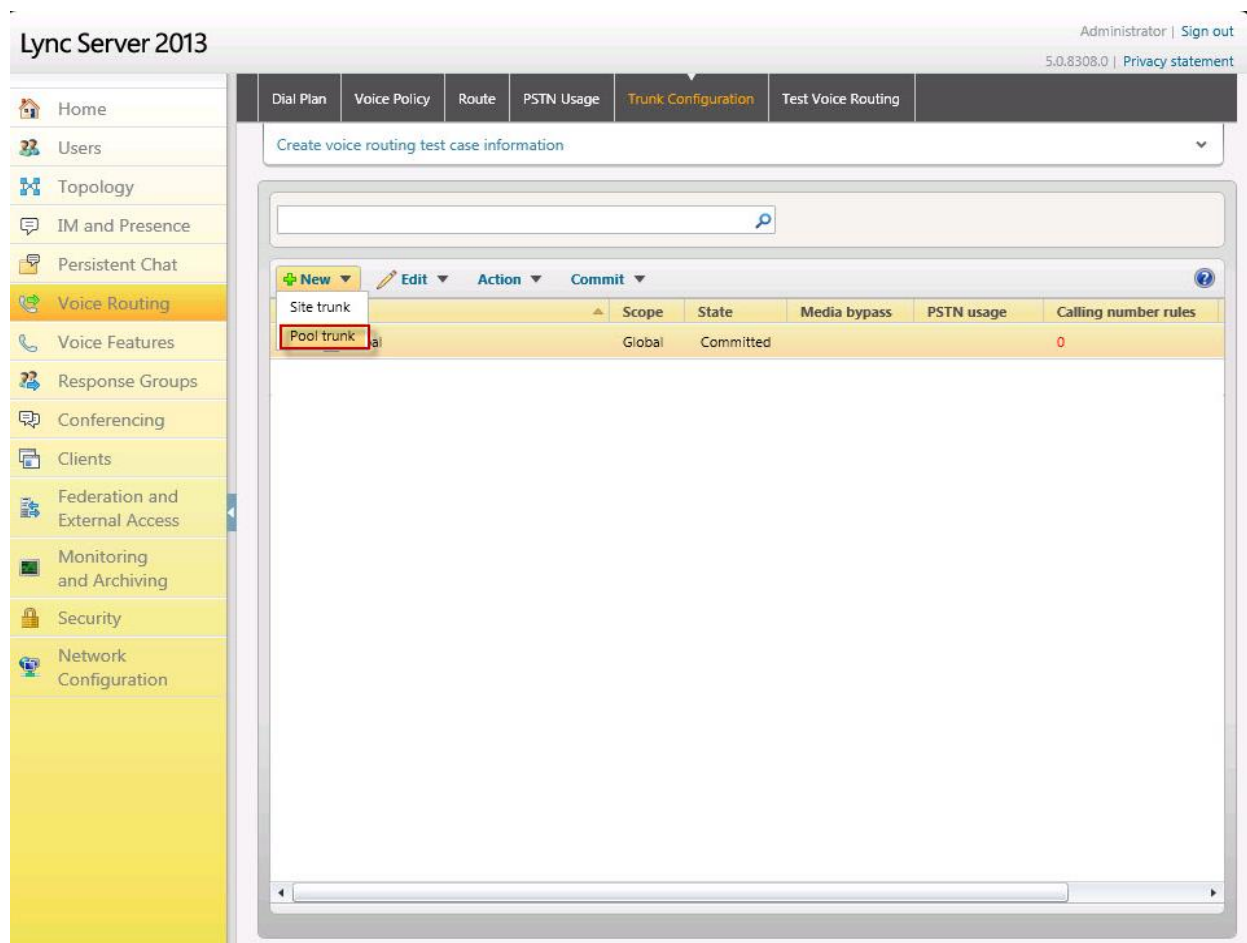 Lync Server 2013
Administrator | Sign out
5.0.8308.0 | Privacy statement
Home
Users
Topology
IM and Presence
Persistent Chat
Voice Routing
Voice Features
Response Groups
Conferencing
Clients
Federation and
External Access
Monitoring
and Archiving
Security
Network
Configuration
Dial Plan Voice Policy Route PSTN Usage Trunk Configuration Test Voice Routing
Create voice routing test case information
New Edit Action Commit
Site trunk
Pool trunk
Scope State Media bypass PSTN usage Calling number rules
Global Committed 0